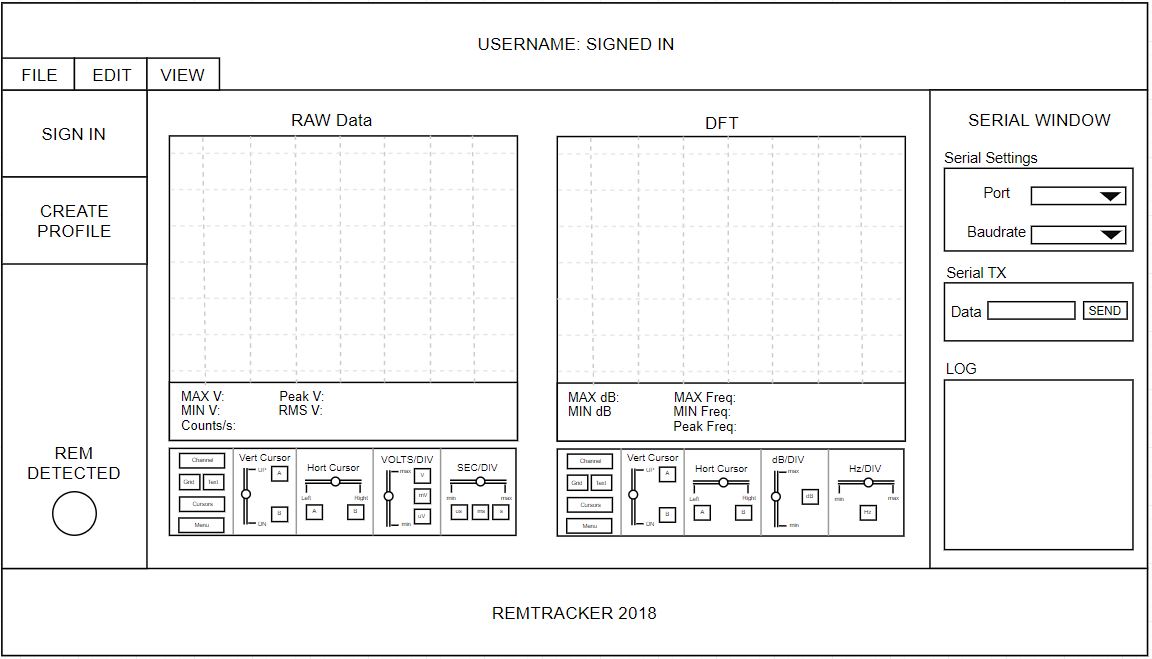 USERNAME: SIGNED IN
FILE EDIT VIEW
SIGN IN
CREATE
PROFILE
REM
DETECTED
RAW Data
MAX V: Peak V:
MIN V: RMS V:
Counts/s:
Channel
Grid Text
Cursors
Menu
Vert Cursor
UP A
DN B
Hort Cursor
Left Right
A B
VOLTS/DIV
max V
mV
min uV
SEC/DIV
min max
us ms s
DFT
MAX dB: MAX Freq:
MIN dB MIN Freq:
Peak Freq:
Channel
Grid Text
Cursors
Menu
Vert Cursor
UP A
DN B
Hort Cursor
Left Right
A B
dB/DIV
max
dB
min
Hz/DIV
min max
Hz
SERIAL WINDOW
Serial Settings
Port
Baudrate
Serial TX
Data SEND
LOG
REMTRACKER 2018